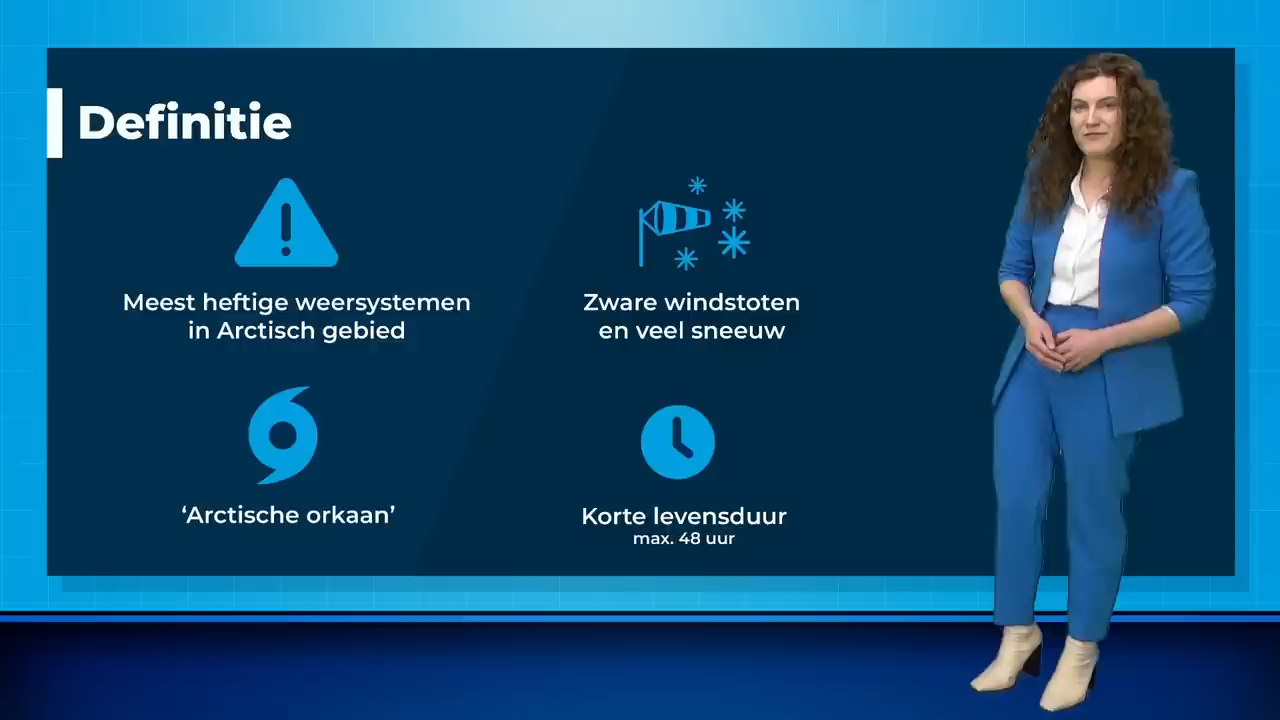 Definitie
Meest heftige weersystemen
in Arctisch gebied
Zware windstoten
en veel sneeuw
‘Arctische orkaan’
Korte levensduur
max. 48 uur